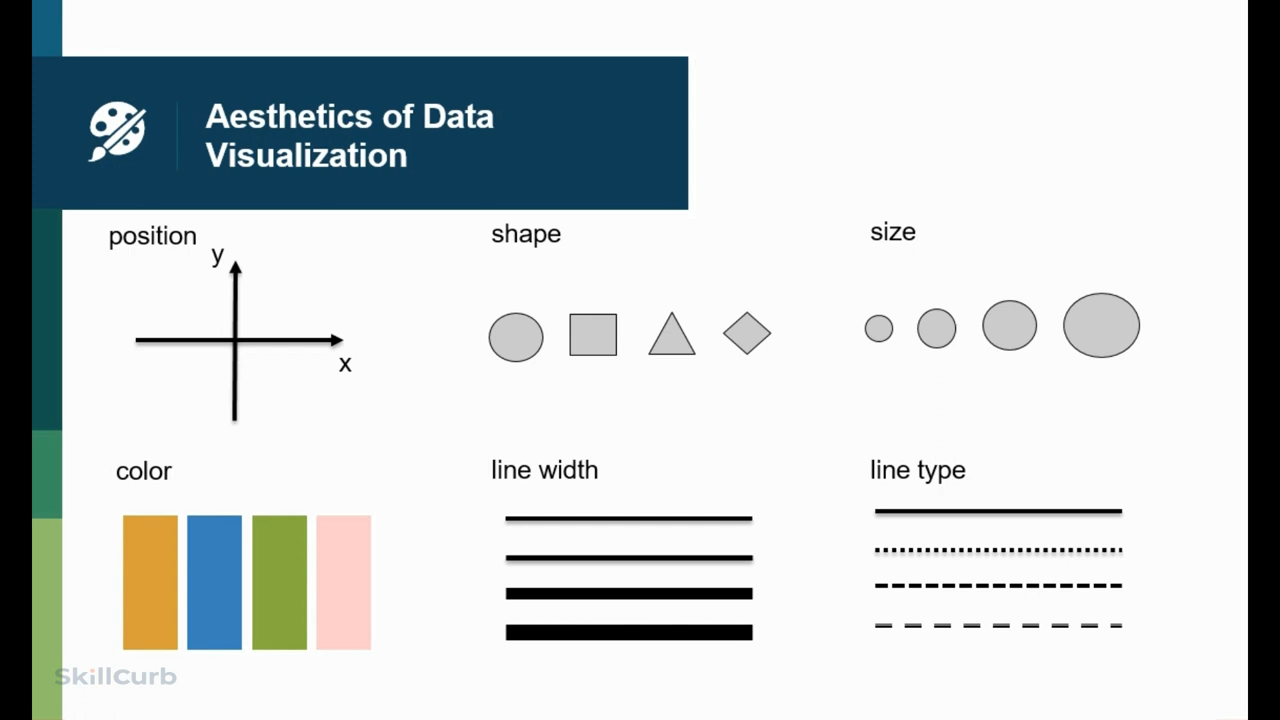 Aesthetics of Data
Visualization
position
y
x
shape
size
color
line width
line type
SkillCurb